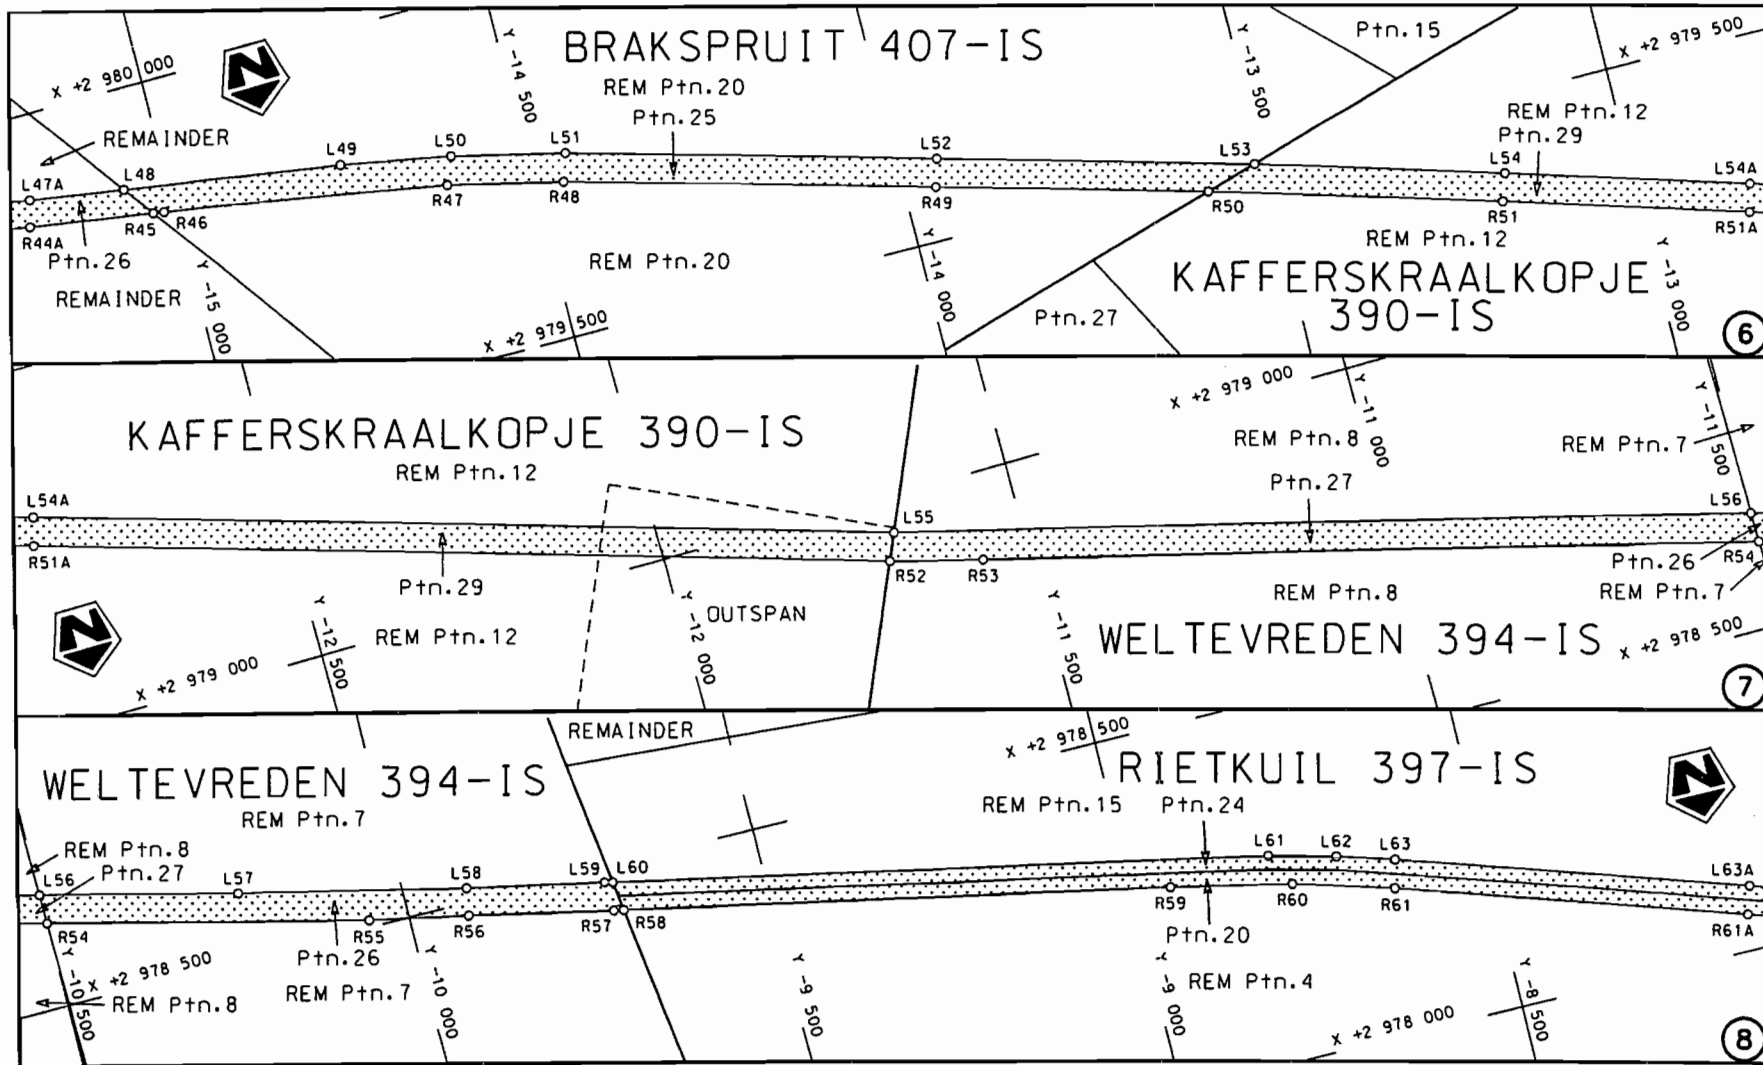 BRAKSPRUIT 407-IS
REM Ptn.20
Ptn.25
Ptn.15
X +2 980 000
Y -14 500
Y -13 500
X +2 979 500
REMAINDER
REM Ptn.12
Ptn.29
L47A
L48
L49
L50
L51
L52
L53
L54
L54A
R44A
R45
R46
R47
R48
R49
R50
R51
R51A
Ptn.26
REMAINDER
Y -15 000
REM Ptn.20
X +2 979 500
Y -14 000
Ptn.27
REM Ptn.12
KAFFERSKRAALKOPJE
390-IS
Y -13 000
6
KAFFERSKRAALKOPJE 390-IS
REM Ptn.12
X +2 979 000
Y -11 000
REM Ptn.8
Ptn.27
Y -11 500
REM Ptn.7
L54A
L55
L56
R51A
R52
R53
R54
Ptn.29
REM Ptn.12
Y -12 500
X +2 979 000
Y -12 000
OUTSPAN
Y -11 500
REM Ptn.8
Ptn.26
REM Ptn.7
WELTEVREDEN 394-IS
X +2 978 500
7
REMAINDER
WELTEVREDEN 394-IS
REM Ptn.7
X +2 978 500
RIETKUIL 397-IS
REM Ptn.15
Ptn.24
REM Ptn.8
Ptn.27
L56
L57
L58
L59
L60
L61
L62
L63
L63A
R54
R55
R56
R57
R58
R59
R60
R61
R61A
Y -10 500
X +2 978 500
REM Ptn.8
Ptn.26
REM Ptn.7
Y -10 000
Y -9 500
Y -9 000
Ptn.20
REM Ptn.4
X +2 978 000
Y -8 500
8